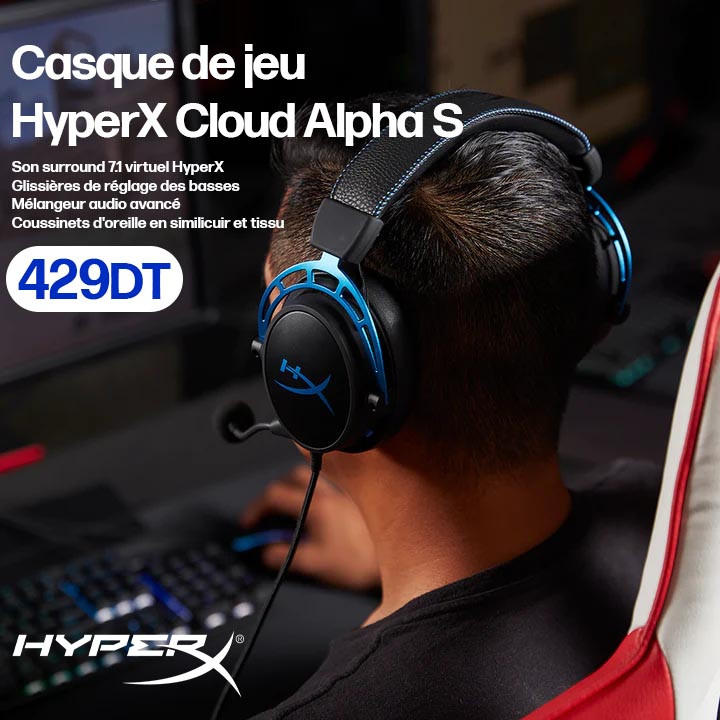 Casque de jeu
HyperX Cloud Alpha S
Son surround 7.1 virtuel HyperX
Glissières de réglage des basses
Mélangeur audio avancé
Coussinets d'oreille en similicuir et tissu
429DT
HX
HYPERX®